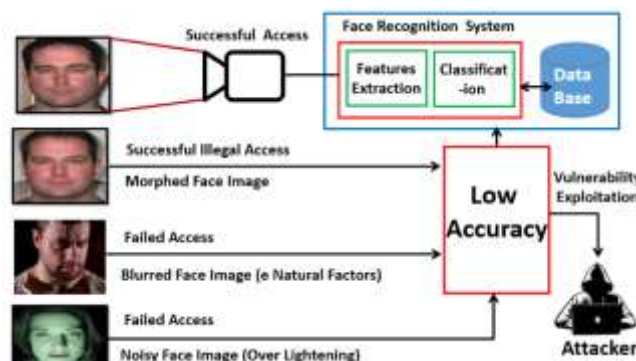 Successful Access
Face Recognition System
Features
Extraction
Classificat
-ion
Data
Base
Successful Illegal Access
Morphed Face Image
Low
Accuracy
Vulnerability
Exploitation
Failed Access
Blurred Face Image (e Natural Factors)
Failed Access
Noisy Face Image (Over Lightening)
Attacker